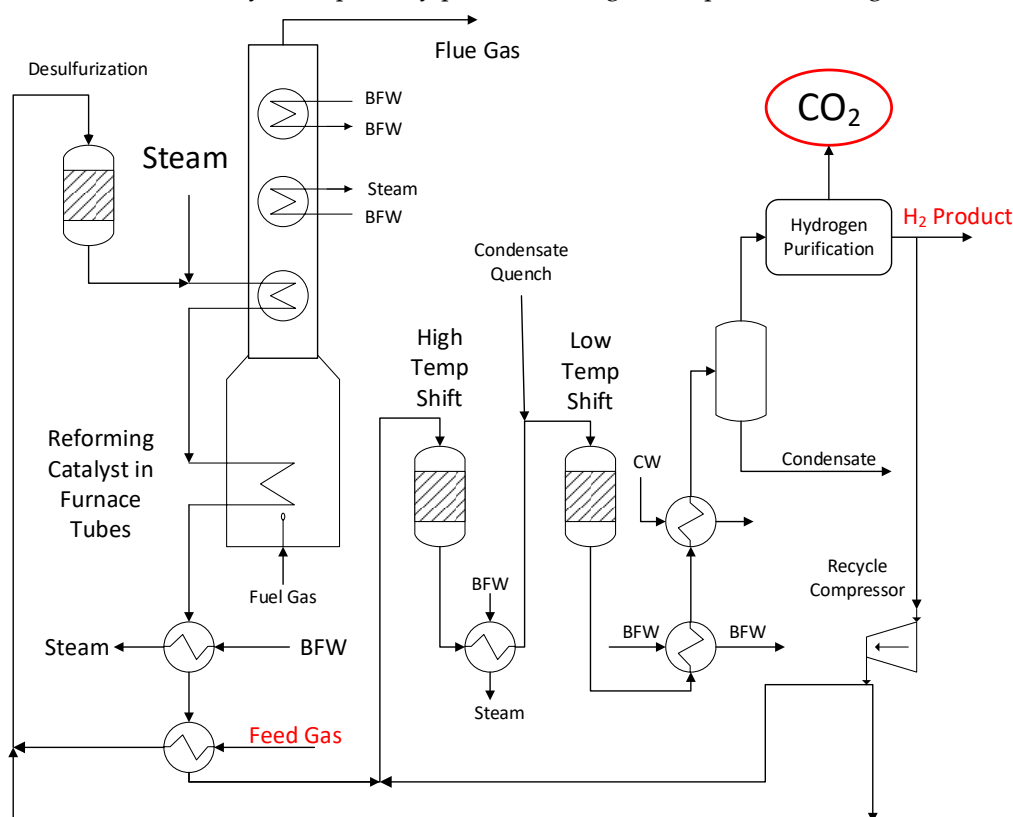 Flue Gas
Desulfurization
BFW
BFW
CO₂
Steam
Steam
BFW
H₂ Product
Hydrogen
Purification
Condensate
Quench
High
Temp
Shift
Low
Temp
Shift
Reforming
Catalyst in
Furnace
Tubes
CW
Condensate
Fuel Gas
BFW
Recycle
Compressor
Steam
BFW
BFW
BFW
Steam
Feed Gas